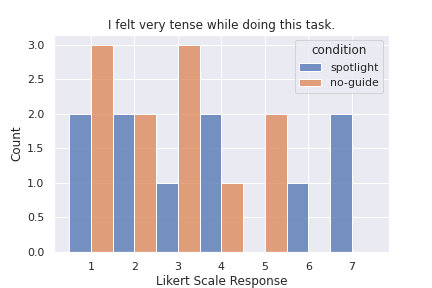 I felt very tense while doing this task.
condition
spotlight
no-guide
3.0
2.5
2.0
1.5
1.0
0.5
0.0
Count
1 2 3 4 5 6 7
Likert Scale Response